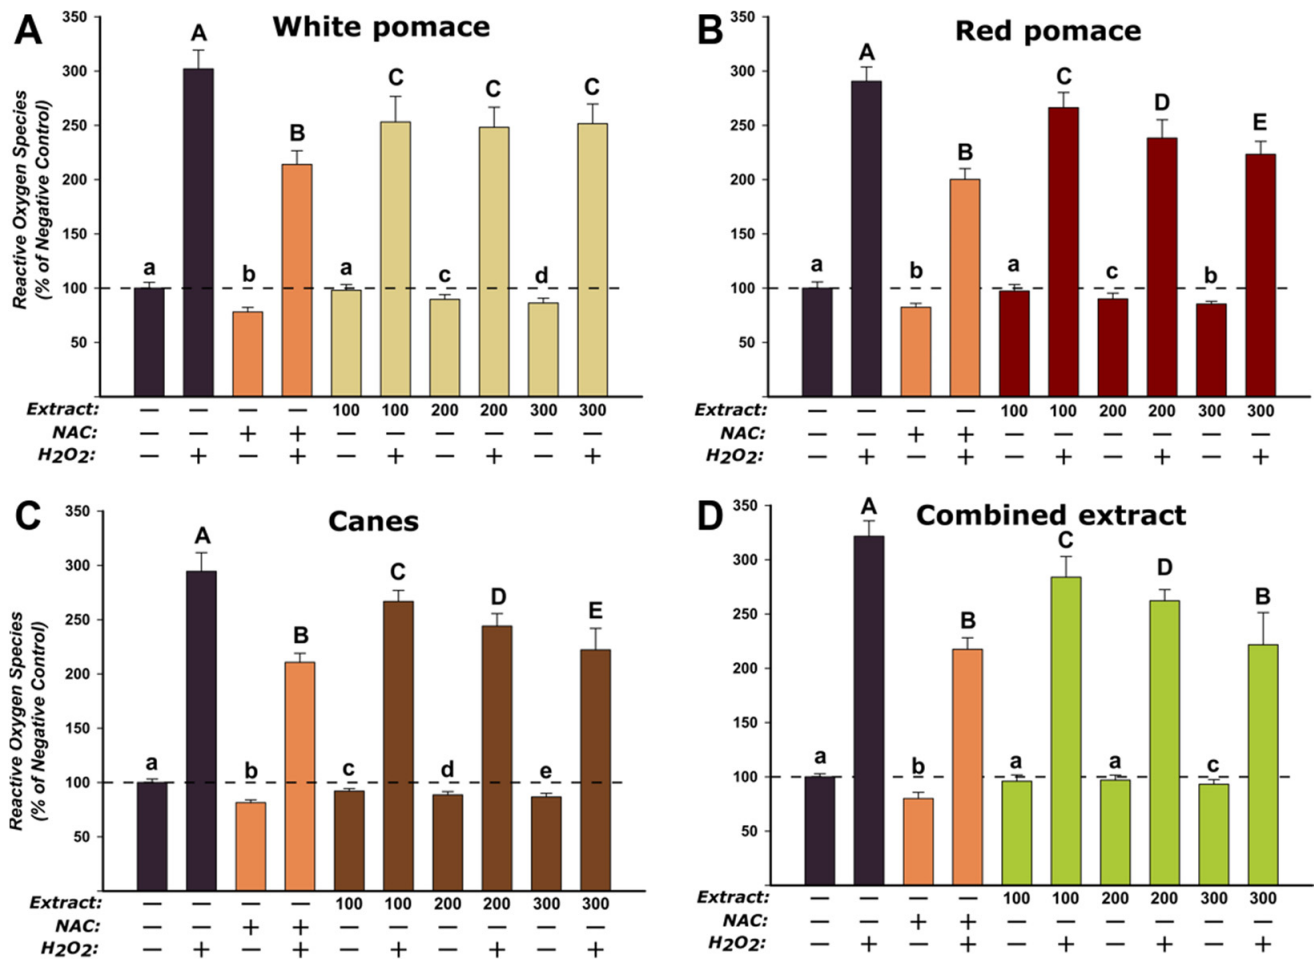 A
White pomace
350
300
250
200
150
100
50
Reactive Oxygen Species
(% of Negative Control)
a A b B a C c C d C
Extract: — — — — 100 100 200 200 300 300
NAC: — — + + — — — — — —
H2O2: — + — + — + — + — +
B
Red pomace
350
300
250
200
150
100
50
a A b B a C c D b E
Extract: — — — — 100 100 200 200 300 300
NAC: — — + + — — — — — —
H2O2: — + — + — + — + — +
C
Canes
350
300
250
200
150
100
50
Reactive Oxygen Species
(% of Negative Control)
a A b B c C d D e E
Extract: — — — — 100 100 200 200 300 300
NAC: — — + + — — — — — —
H2O2: — + — + — + — + — +
D
Combined extract
350
300
250
200
150
100
50
a A b B a C a D c B
Extract: — — — — 100 100 200 200 300 300
NAC: — — + + — — — — — —
H2O2: — + — + — + — + — +